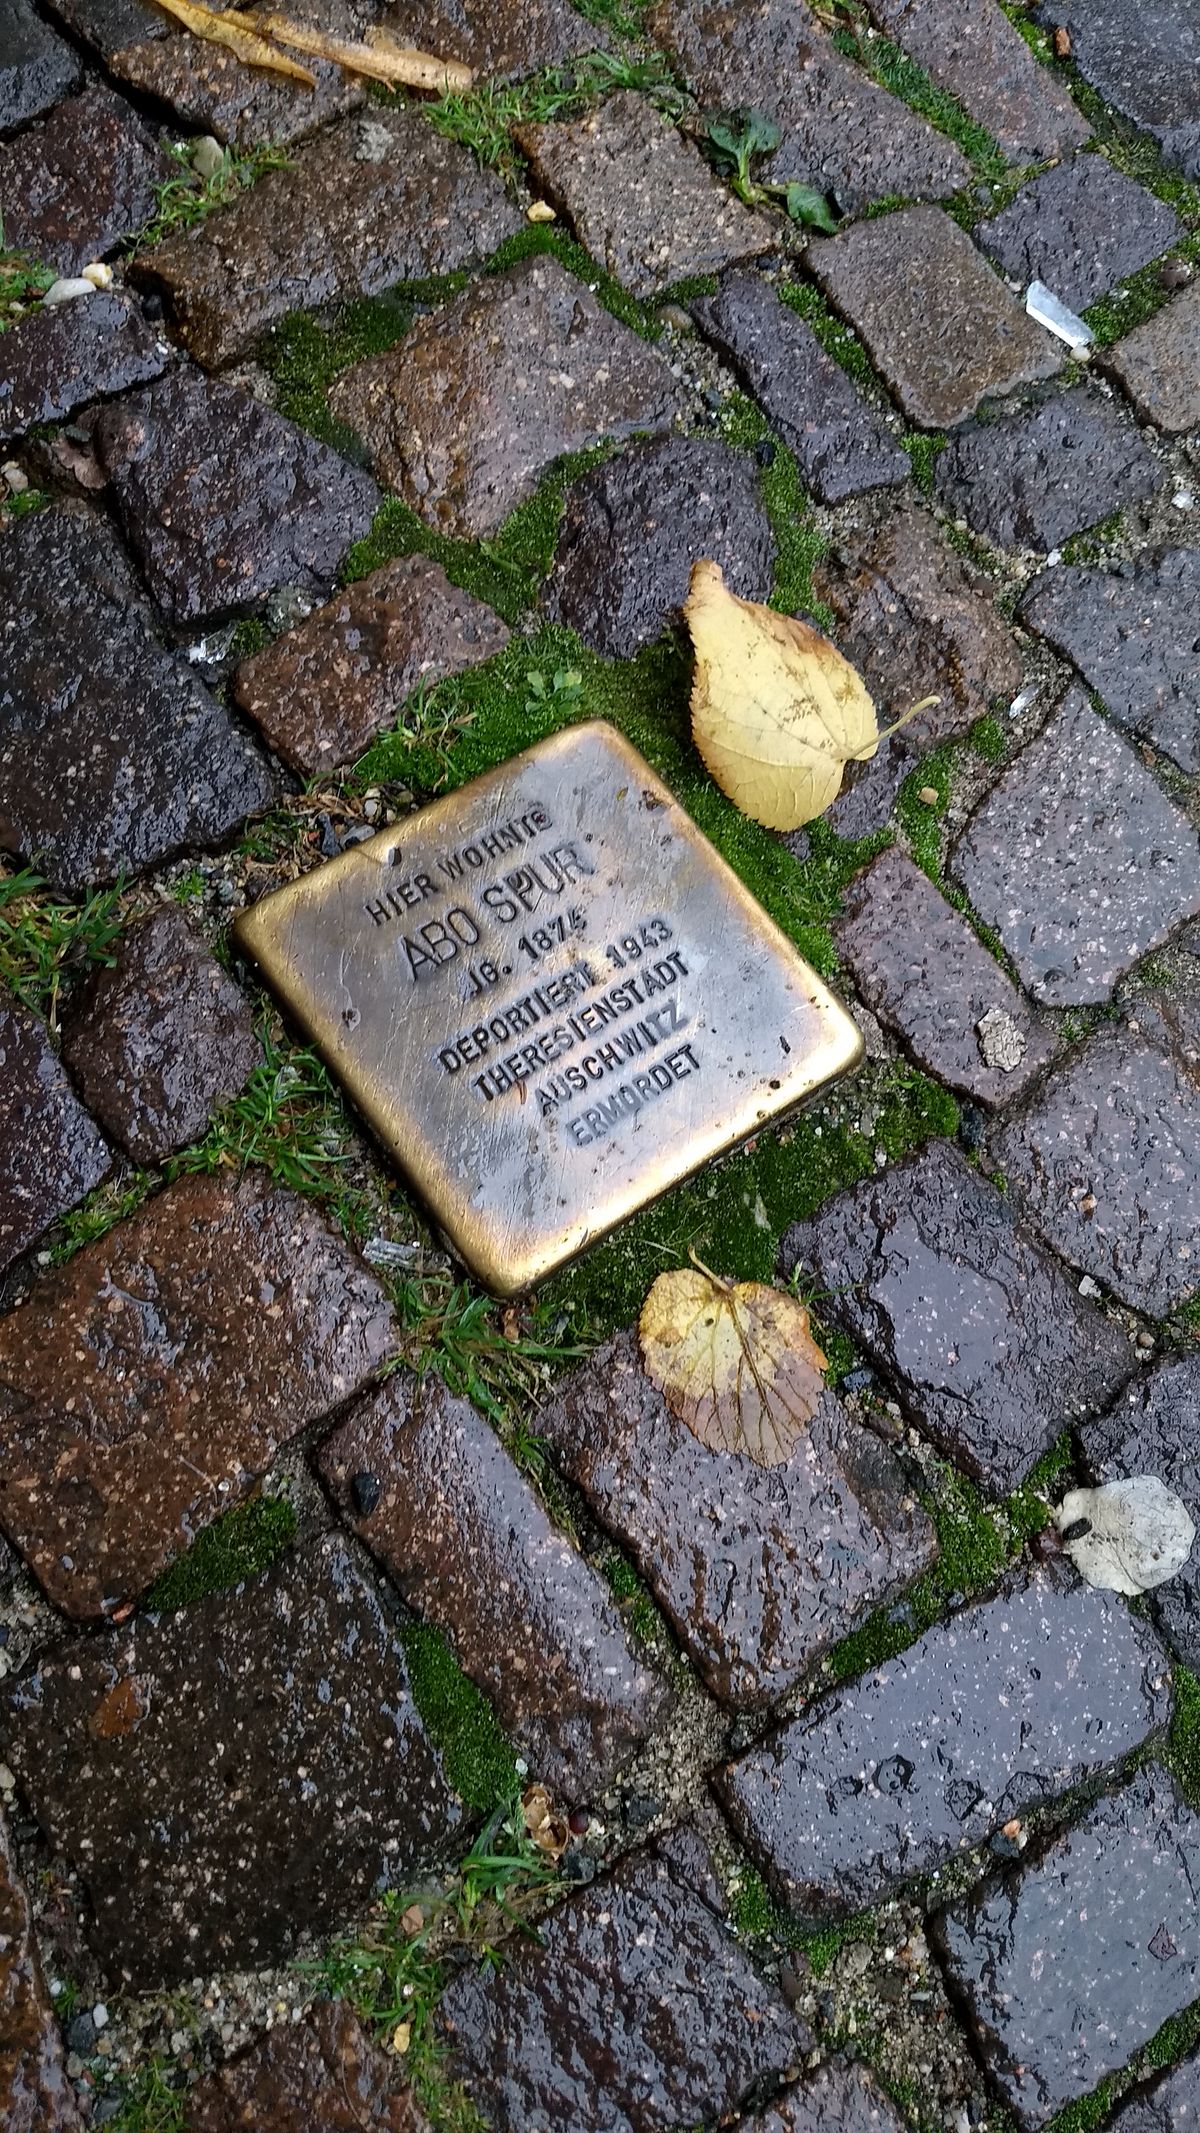 HIER WOHNTE
ABO SPUR
JG. 1874
DEPORTIERT 1943
THERESIENSTADT
AUSCHWITZ
ERMORDET